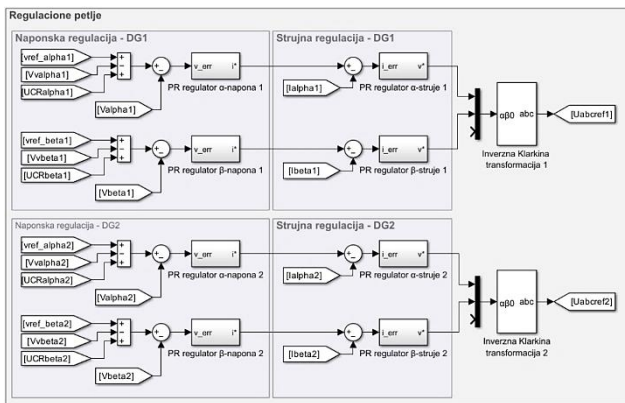 Regulacione petlje
Naponska regulacija - DG1
Strujna regulacija - DG1
[vref_alpha1]
[Vvalpha1]
[UCRalpha1]
+
−
+
+
−
v_err i*
PR regulator α-napona 1
[Valpha1]
+
−
i_err v*
PR regulator α-struje 1
[Ialpha1]
[vref_beta1]
[Vvbeta1]
[UCRbeta1]
+
−
+
+
−
v_err i*
PR regulator β-napona 1
[Vbeta1]
+
−
i_err v*
PR regulator β-struje 1
[Ibeta1]
αβ0 abc
Inverzna Klarkina
transformacija 1
[Uabcref1]
Naponska regulacija - DG2
Strujna regulacija - DG2
[vref_alpha2]
[Vvalpha2]
[UCRalpha2]
+
−
+
+
−
v_err i*
PR regulator α-napona 2
[Valpha2]
+
−
i_err v*
PR regulator α-struje 2
[Ialpha2]
[vref_beta2]
[Vvbeta2]
[UCRbeta2]
+
−
+
+
−
v_err i*
PR regulator β-napona 2
[Vbeta2]
+
−
i_err v*
PR regulator β-struje 2
[Ibeta2]
αβ0 abc
Inverzna Klarkina
transformacija 2
[Uabcref2]